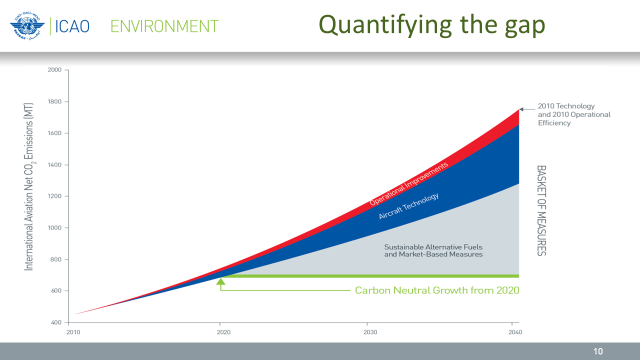 ICAO ENVIRONMENT
Quantifying the gap
2000
1800
1600
1400
1200
1000
800
600
400
International Aviation Net CO2 Emissions (MT)
2010 Technology
and 2010 Operational
Efficiency
Operational Improvements
Aircraft Technology
Sustainable Alternative Fuels
and Market-Based Measures
BASKET OF MEASURES
Carbon Neutral Growth from 2020
2010
2020
2030
2040
10